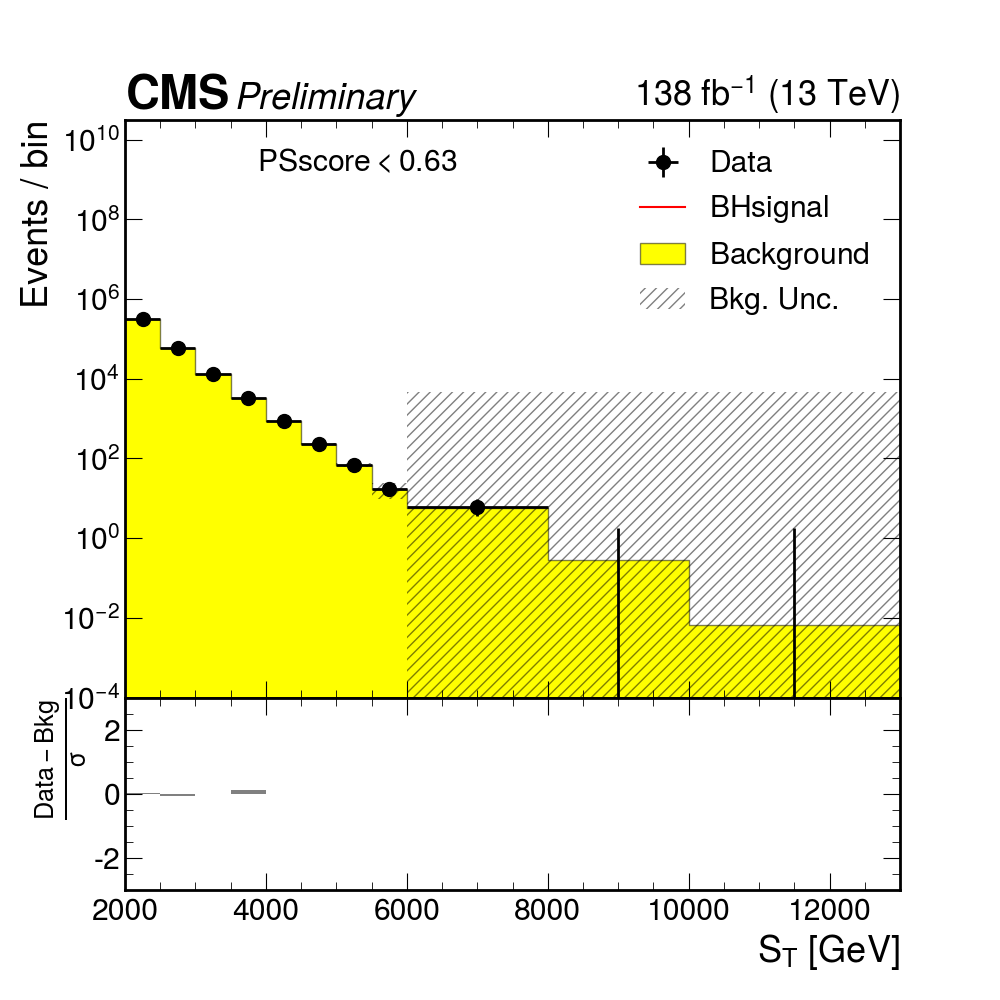 CMS Preliminary 138 fb⁻¹ (13 TeV)
Events / bin
10¹⁰
10⁸
10⁶
10⁴
10²
10⁰
10⁻²
10⁻⁴
PSscore < 0.63
Data
BHsignal
Background
Bkg. Unc.
Data – Bkg
σ
2
0
-2
2000 4000 6000 8000 10000 12000
S_T [GeV]